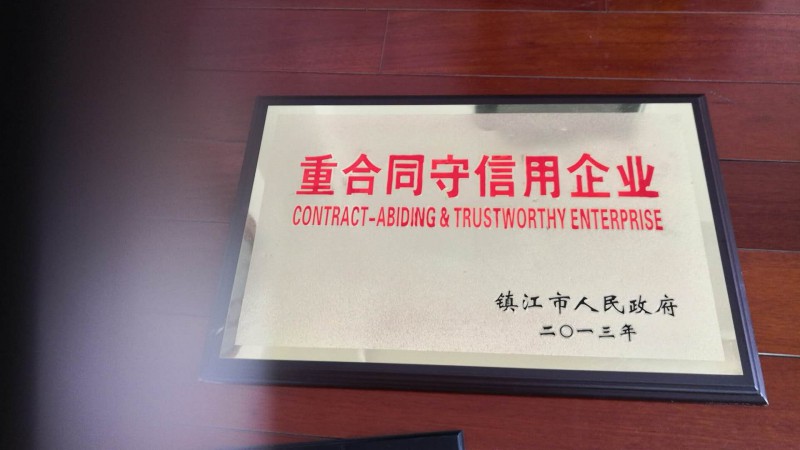 重合同守信用企业
CONTRACT-ABIDING & TRUSTWORTHY ENTERPRISE
镇江市人民政府
二〇一三年